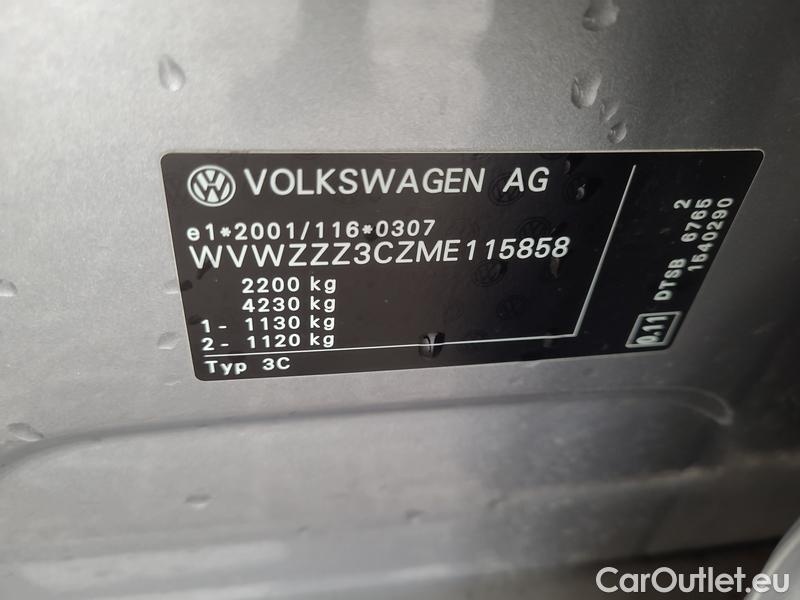 VOLKSWAGEN AG
e1*2001/116*0307
WVWZZZ3CZME115858
2200 kg
4230 kg
1- 1130 kg
2- 1120 kg
Typ 3C
0.11 DTSB 6765 2
1540290
CarOutlet.eu